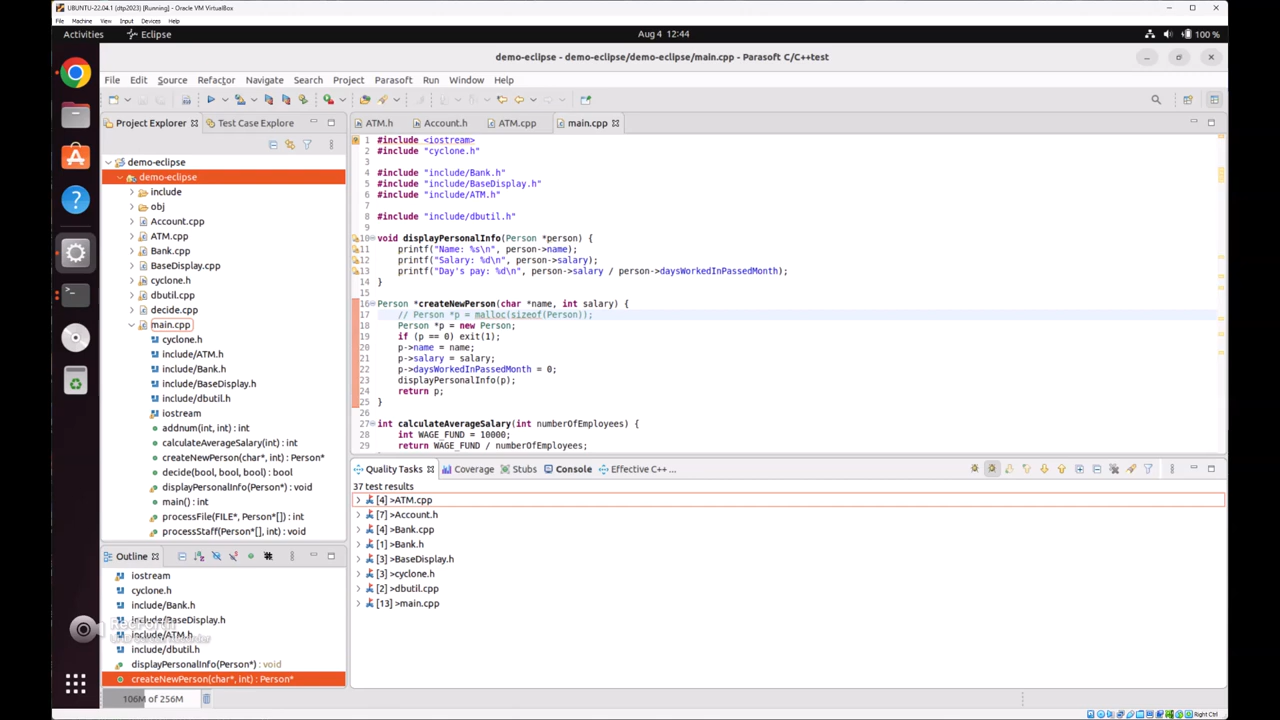 UBUNTU-22.04.1 (dtp2023) [Running] - Oracle VM VirtualBox
File Machine View Input Devices Help
Activities Eclipse Aug 4 12:44 100 %
demo-eclipse - demo-eclipse/demo-eclipse/main.cpp - Parasoft C/C++test
File Edit Source Refactor Navigate Search Project Parasoft Run Window Help
Project Explorer Test Case Explorer
demo-eclipse
demo-eclipse
include
obj
Account.cpp
ATM.cpp
Bank.cpp
BaseDisplay.cpp
cyclone.h
dbutil.cpp
decide.cpp
main.cpp
cyclone.h
include/ATM.h
include/Bank.h
include/BaseDisplay.h
include/dbutil.h
iostream
addnum(int) : int
calculateAverageSalary(int) : int
createNewPerson(char*, int) : Person*
decide(bool, bool, bool) : bool
displayPersonalInfo(Person*) : void
main() : int
processFile(FILE*, Person*[]) : int
processStaff(Person*[], int) : void
Outline
iostream
cyclone.h
include/Bank.h
include/BaseDisplay.h
include/ATM.h
include/dbutil.h
displayPersonalInfo(Person*) : void
createNewPerson(char*, int) : Person*
106M of 256M
ATM.h Account.h ATM.cpp main.cpp
1 #include <iostream>
2 #include "cyclone.h"
3
4 #include "include/Bank.h"
5 #include "include/BaseDisplay.h"
6 #include "include/ATM.h"
7
8 #include "include/dbutil.h"
9
10 void displayPersonalInfo(Person *person) {
11 printf("Name: %s\n", person->name);
12 printf("Salary: %d\n", person->salary);
13 printf("Day's pay: %d\n", person->salary / person->daysWorkedInPassedMonth);
14 }
15
16 Person *createNewPerson(char *name, int salary) {
17 // Person *p = malloc(sizeof(Person));
18 Person *p = new Person;
19 if (p == 0) exit(1);
20 p->name = name;
21 p->salary = salary;
22 p->daysWorkedInPassedMonth = 0;
23 displayPersonalInfo(p);
24 return p;
25 }
26
27 int calculateAverageSalary(int numberOfEmployees) {
28 int WAGE_FUND = 10000;
29 return WAGE_FUND / numberOfEmployees;
Quality Tasks Coverage Stubs Console Effective C++ ...
37 test results
[4] >ATM.cpp
[7] >Account.h
[4] >Bank.cpp
[1] >Bank.h
[3] >BaseDisplay.h
[3] >cyclone.h
[2] >dbutil.cpp
[13] >main.cpp
Right Ctrl